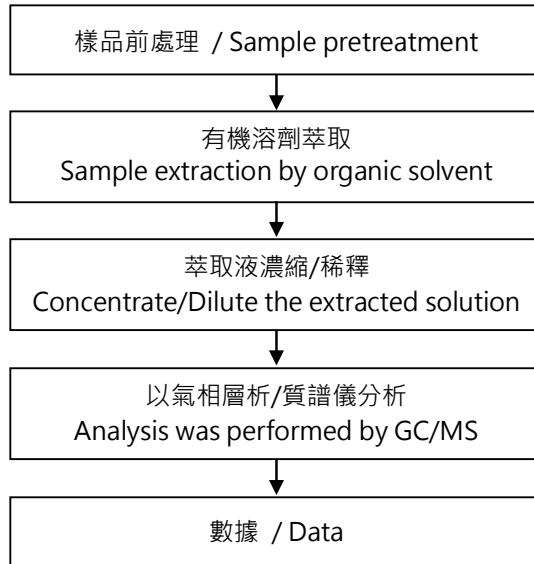 樣品前處理 / Sample pretreatment
有機溶劑萃取
Sample extraction by organic solvent
萃取液濃縮/稀釋
Concentrate/Dilute the extracted solution
以氣相層析/質譜儀分析
Analysis was performed by GC/MS
數據 / Data